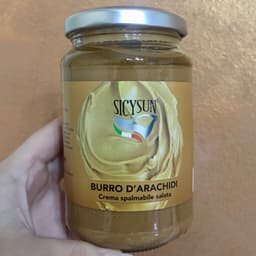 SICYSUN
BURRO D'ARACHIDI
Crema spalmabile salata